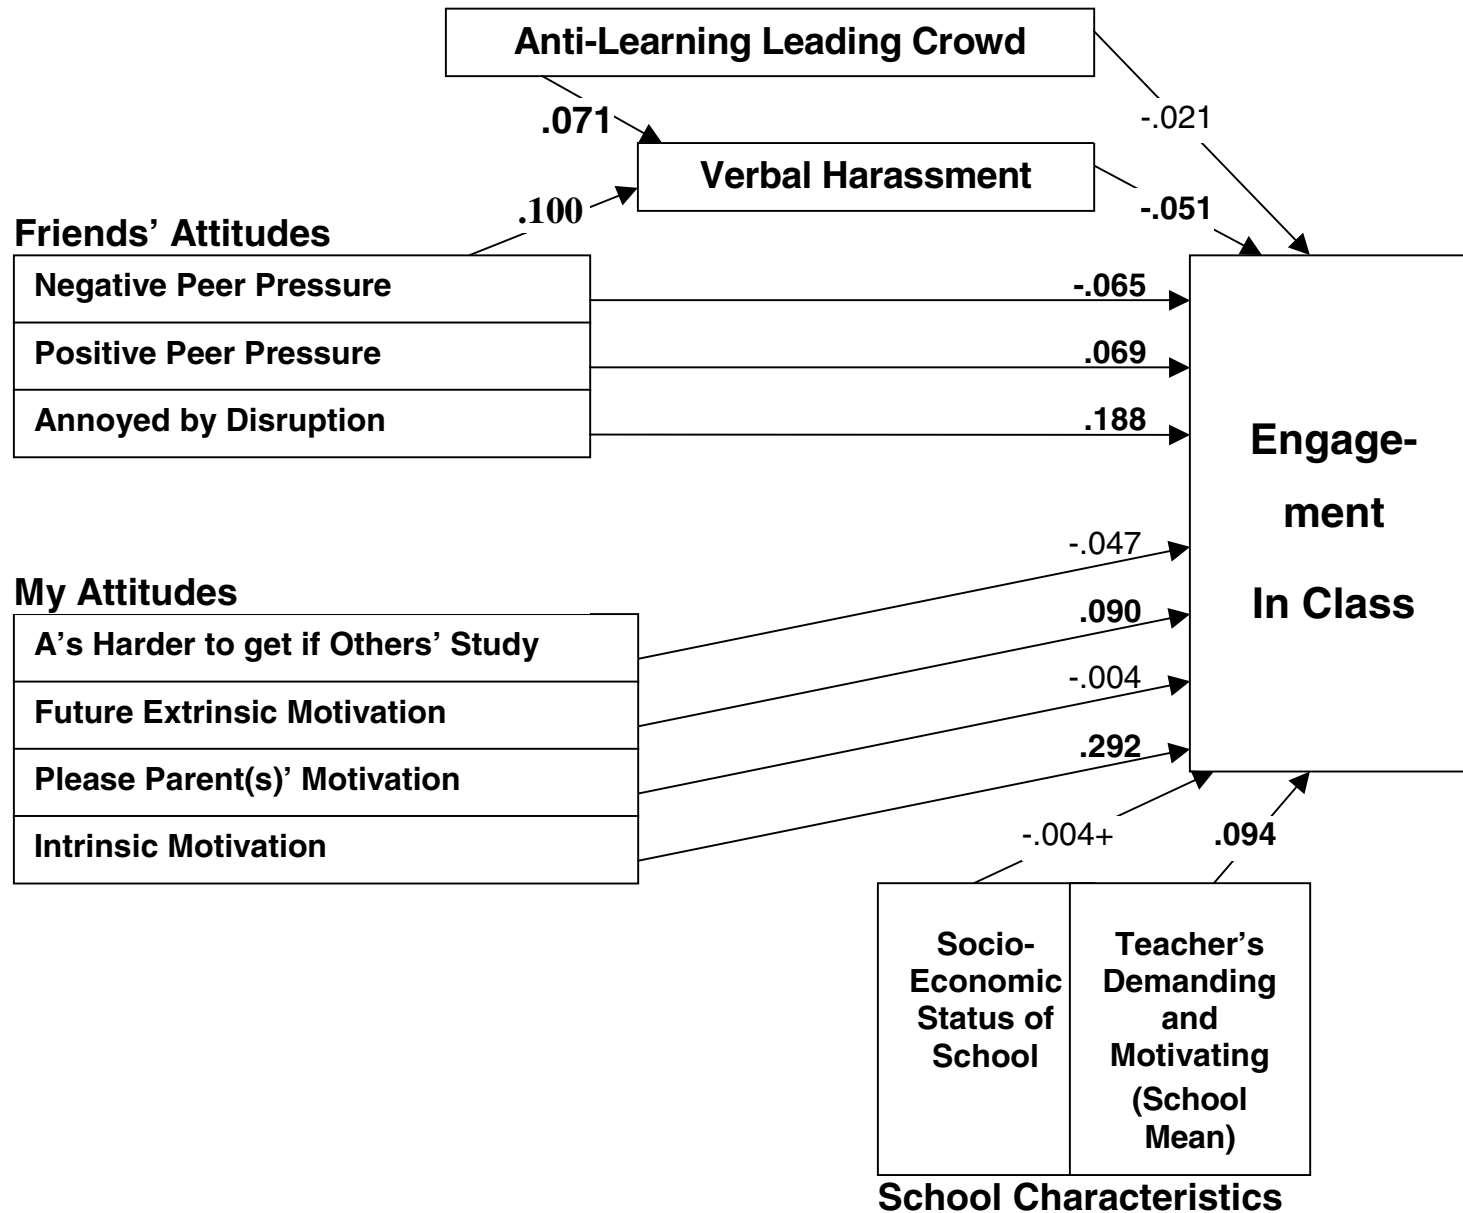 Anti-Learning Leading Crowd
.071
-.021
Verbal Harassment
.100
-.051
Friends’ Attitudes
Negative Peer Pressure
-.065
Positive Peer Pressure
.069
Annoyed by Disruption
.188
Engage-
ment
In Class
My Attitudes
-.047
A’s Harder to get if Others’ Study
.090
Future Extrinsic Motivation
-.004
Please Parent(s)’ Motivation
.292
Intrinsic Motivation
-.004+
.094
Socio-
Economic
Status of
School
Teacher’s
Demanding
and
Motivating
(School
Mean)
School Characteristics